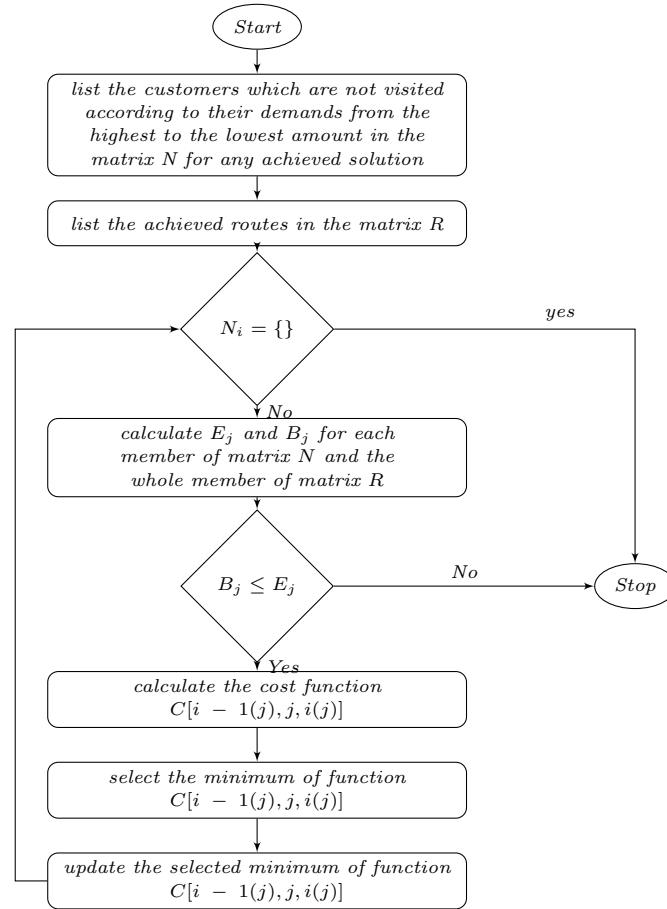 Start
list the customers which are not visited
according to their demands from the
highest to the lowest amount in the
matrix N for any achieved solution
list the achieved routes in the matrix R
N_i = {}
yes
No
calculate E_j and B_j for each
member of matrix N and the
whole member of matrix R
B_j ≤ E_j
No
Stop
Yes
calculate the cost function
C[i − 1(j), j, i(j)]
select the minimum of function
C[i − 1(j), j, i(j)]
update the selected minimum of function
C[i − 1(j), j, i(j)]